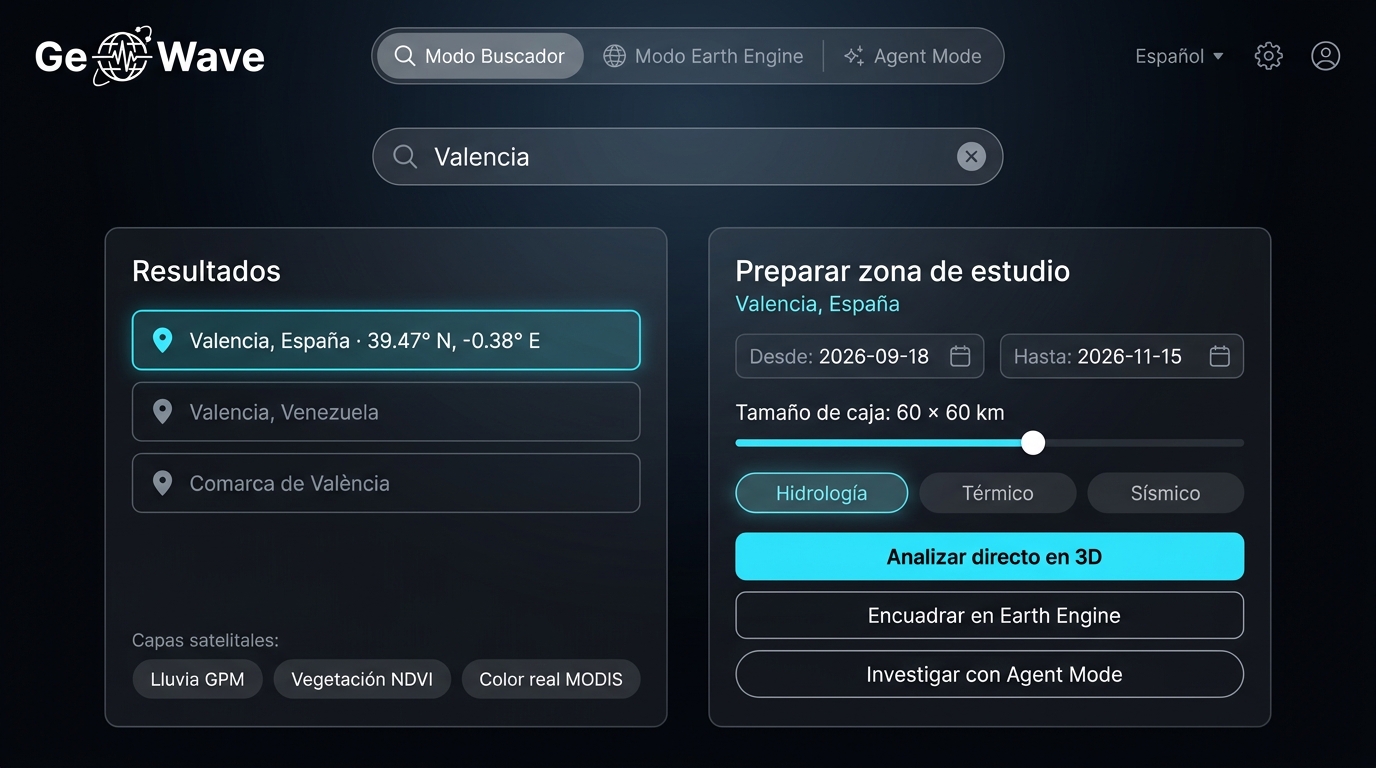 Ge Wave
Modo Buscador
Modo Earth Engine
Agent Mode
Español
Valencia
Resultados
Valencia, España · 39.47° N, -0.38° E
Valencia, Venezuela
Comarca de València
Capas satelitales:
Lluvia GPM
Vegetación NDVI
Color real MODIS
Preparar zona de estudio
Valencia, España
Desde: 2026-09-18
Hasta: 2026-11-15
Tamaño de caja: 60 × 60 km
Hidrología
Térmico
Sísmico
Analizar directo en 3D
Encuadrar en Earth Engine
Investigar con Agent Mode